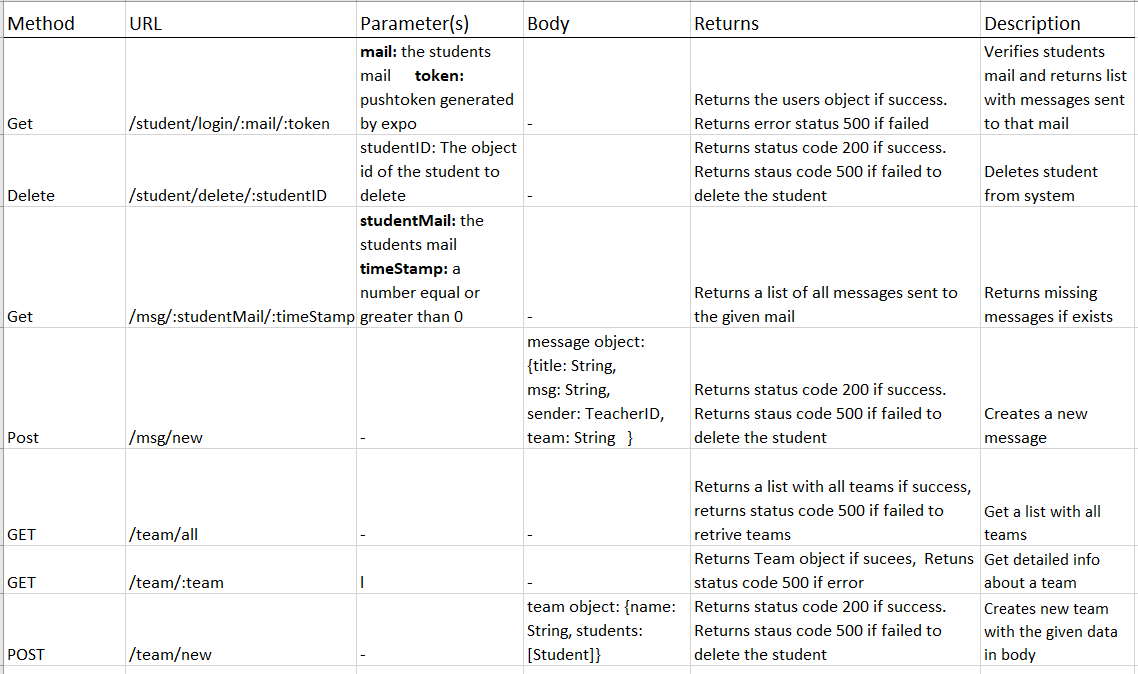 Method URL Parameter(s) Body Returns Description
mail: the students
mail token:
pushtoken generated
by expo
Get /student/login/:mail/:token
-
Returns the users object if success.
Returns error status 500 if failed
Verifies students
mail and returns list
with messages sent
to that mail
Delete /student/delete/:studentID
studentID: The object
id of the student to
delete
-
Returns status code 200 if success.
Returns staus code 500 if failed to
delete the student
Deletes student
from system
Get /msg/:studentMail/:timeStamp
studentMail: the
students mail
timeStamp: a
number equal or
greater than 0
-
Returns a list of all messages sent to
the given mail
Returns missing
messages if exists
Post /msg/new
-
message object:
{title: String,
msg: String,
sender: TeacherID,
team: String }
Returns status code 200 if success.
Returns staus code 500 if failed to
delete the student
Creates a new
message
GET /team/all
-
-
Returns a list with all teams if success,
returns status code 500 if failed to
retrive teams
Get a list with all
teams
GET /team/:team
l
-
Returns Team object if sucees, Retuns
status code 500 if error
Get detailed info
about a team
POST /team/new
-
team object: {name:
String, students:
[Student]}
Returns status code 200 if success.
Returns staus code 500 if failed to
delete the student
Creates new team
with the given data
in body